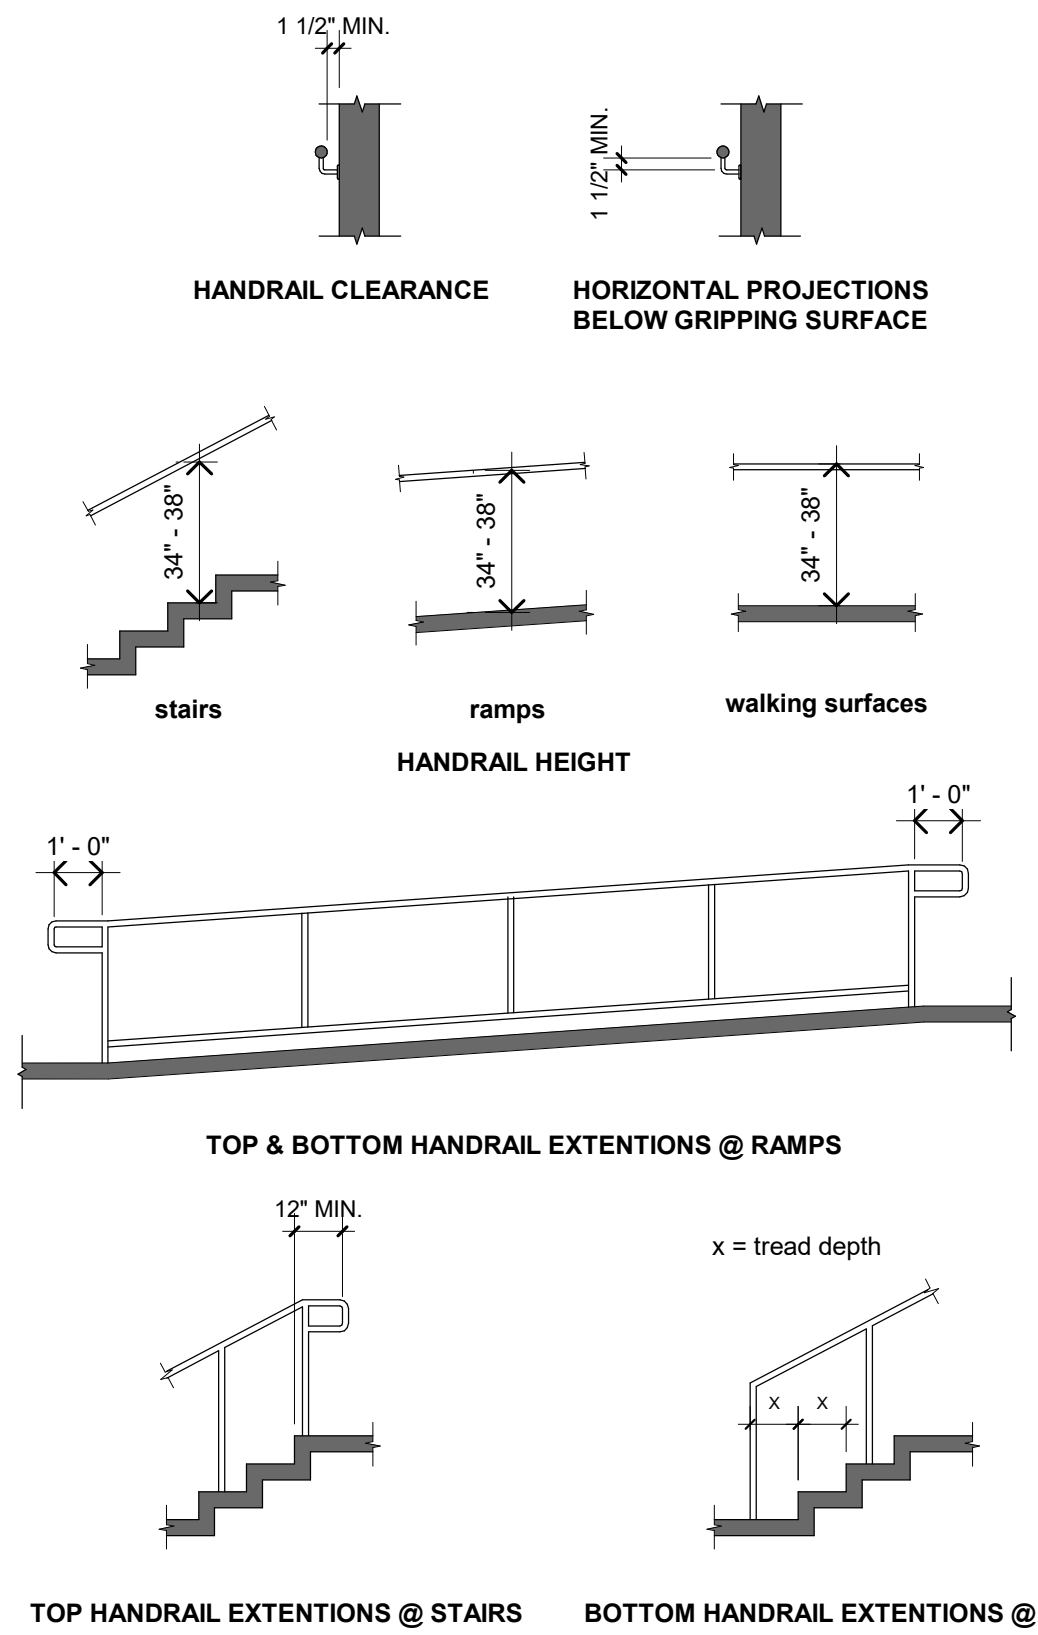 1 1/2" MIN.
1 1/2" MIN.
HANDRAIL CLEARANCE
HORIZONTAL PROJECTIONS
BELOW GRIPPING SURFACE
34" - 38"
34" - 38"
34" - 38"
stairs
ramps
walking surfaces
HANDRAIL HEIGHT
1' - 0"
1' - 0"
TOP & BOTTOM HANDRAIL EXTENTIONS @ RAMPS
12" MIN.
x = tread depth
x
x
TOP HANDRAIL EXTENTIONS @ STAIRS
BOTTOM HANDRAIL EXTENTIONS @